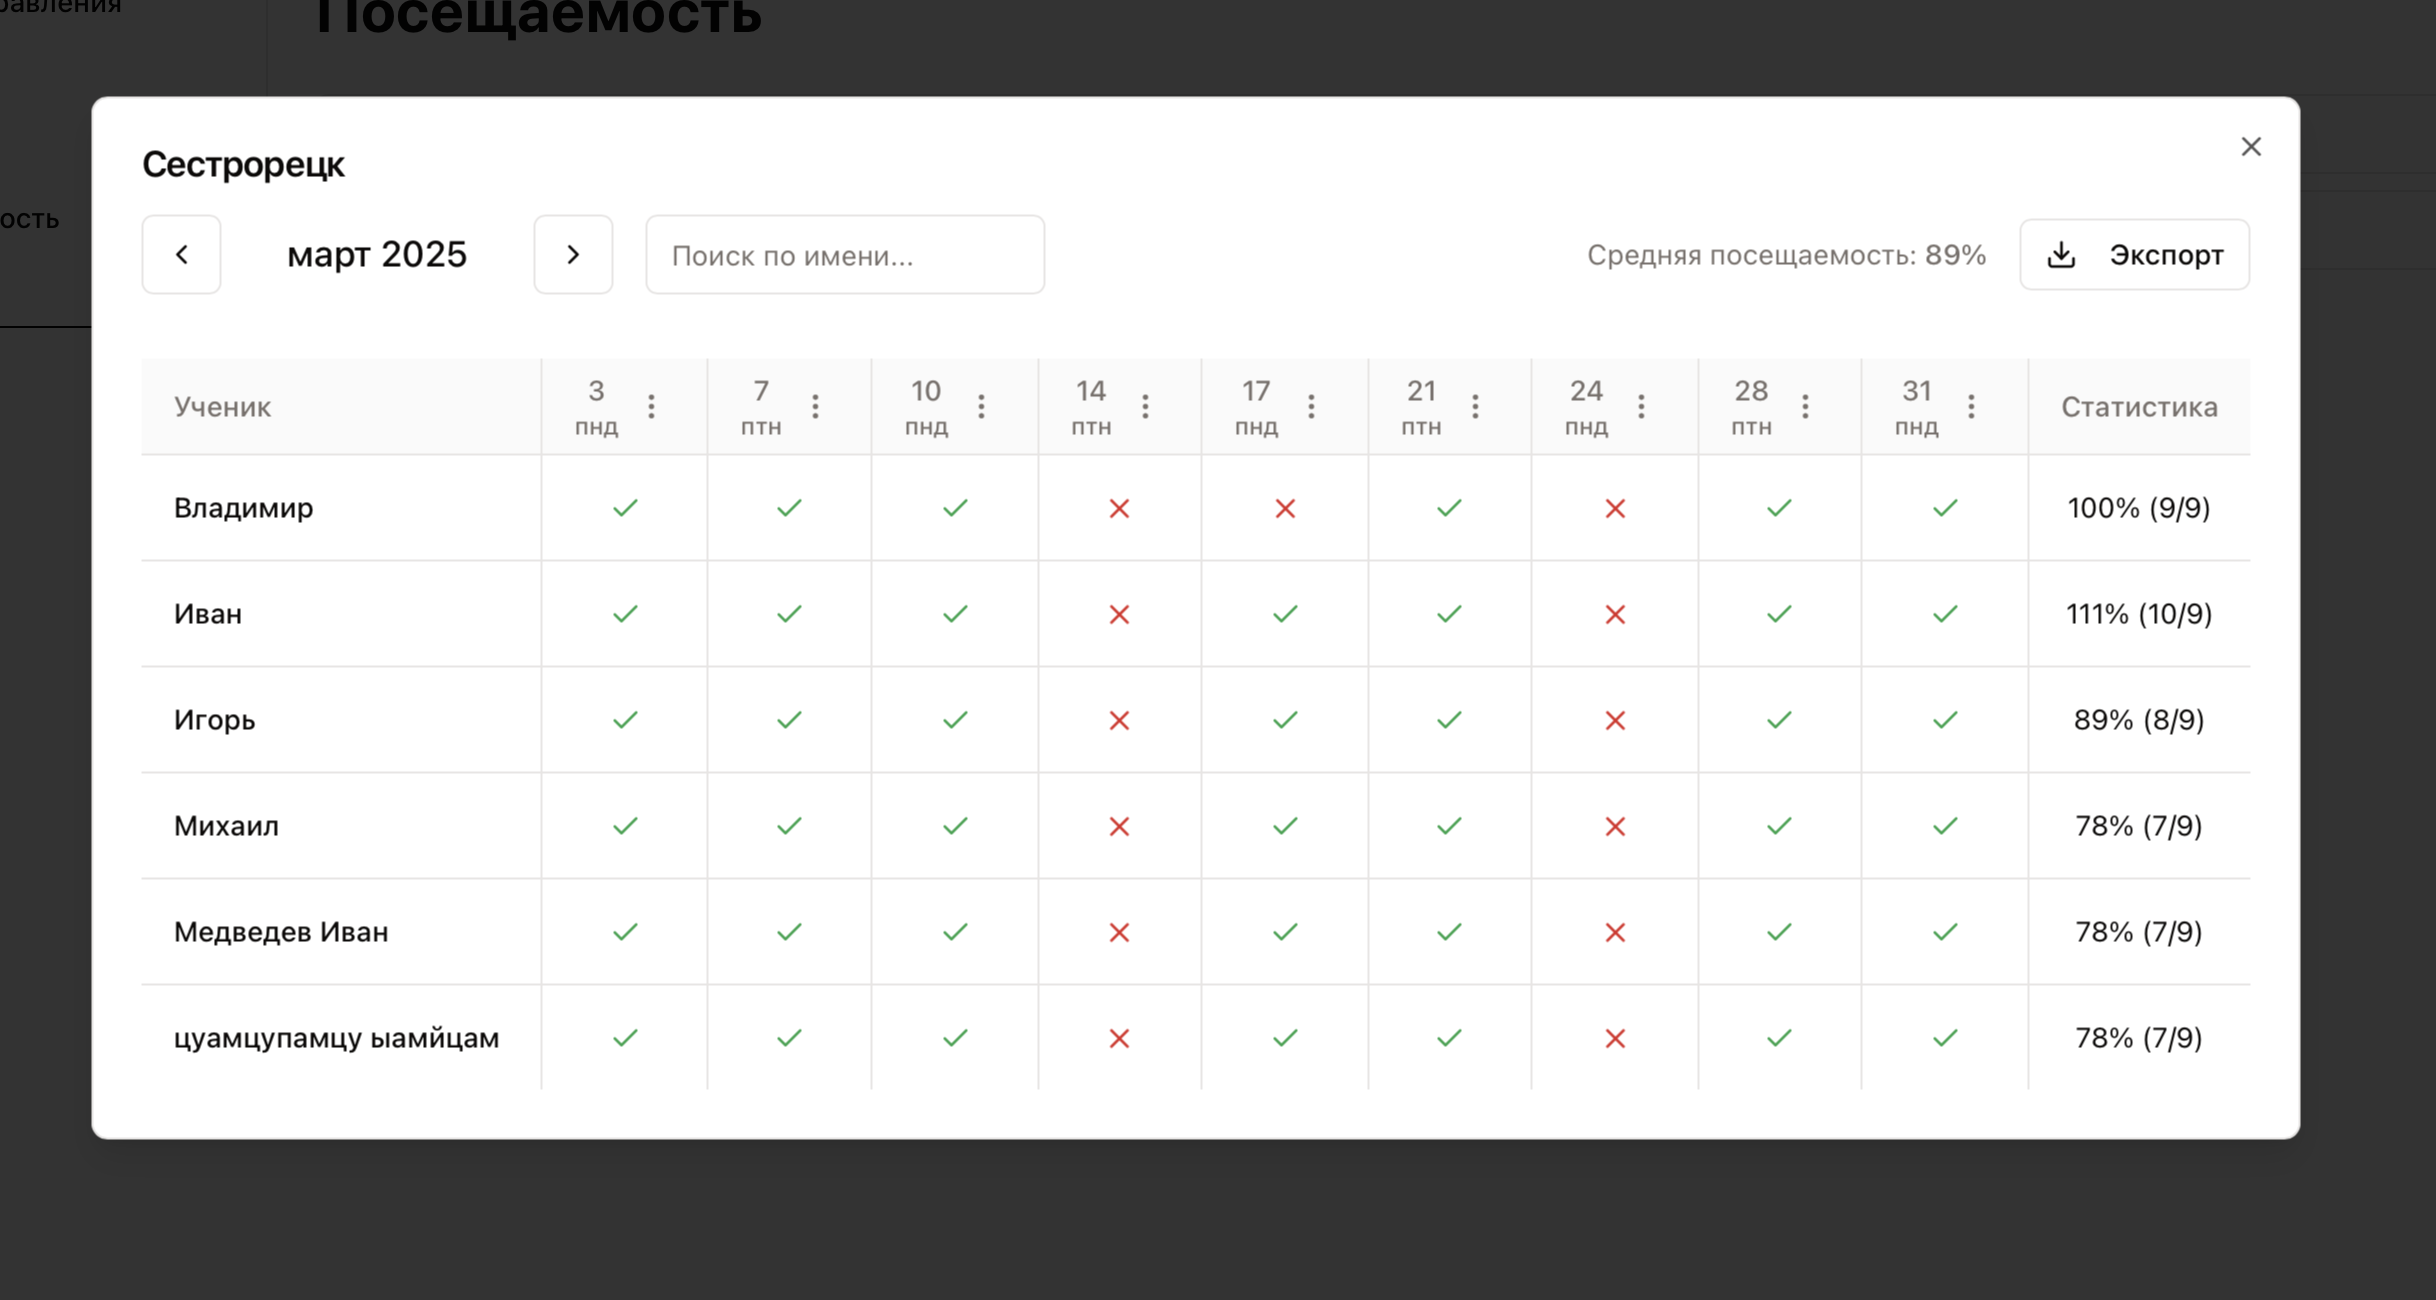 равления
Посещаемость
ость
Сестрорецк
март 2025
Поиск по имени...
Средняя посещаемость: 89%
Экспорт
Ученик 3 пнд 7 птн 10 пнд 14 птн 17 пнд 21 птн 24 пнд 28 птн 31 пнд Статистика
Владимир 100% (9/9)
Иван 111% (10/9)
Игорь 89% (8/9)
Михаил 78% (7/9)
Медведев Иван 78% (7/9)
цуамцупамцу ыамйцам 78% (7/9)